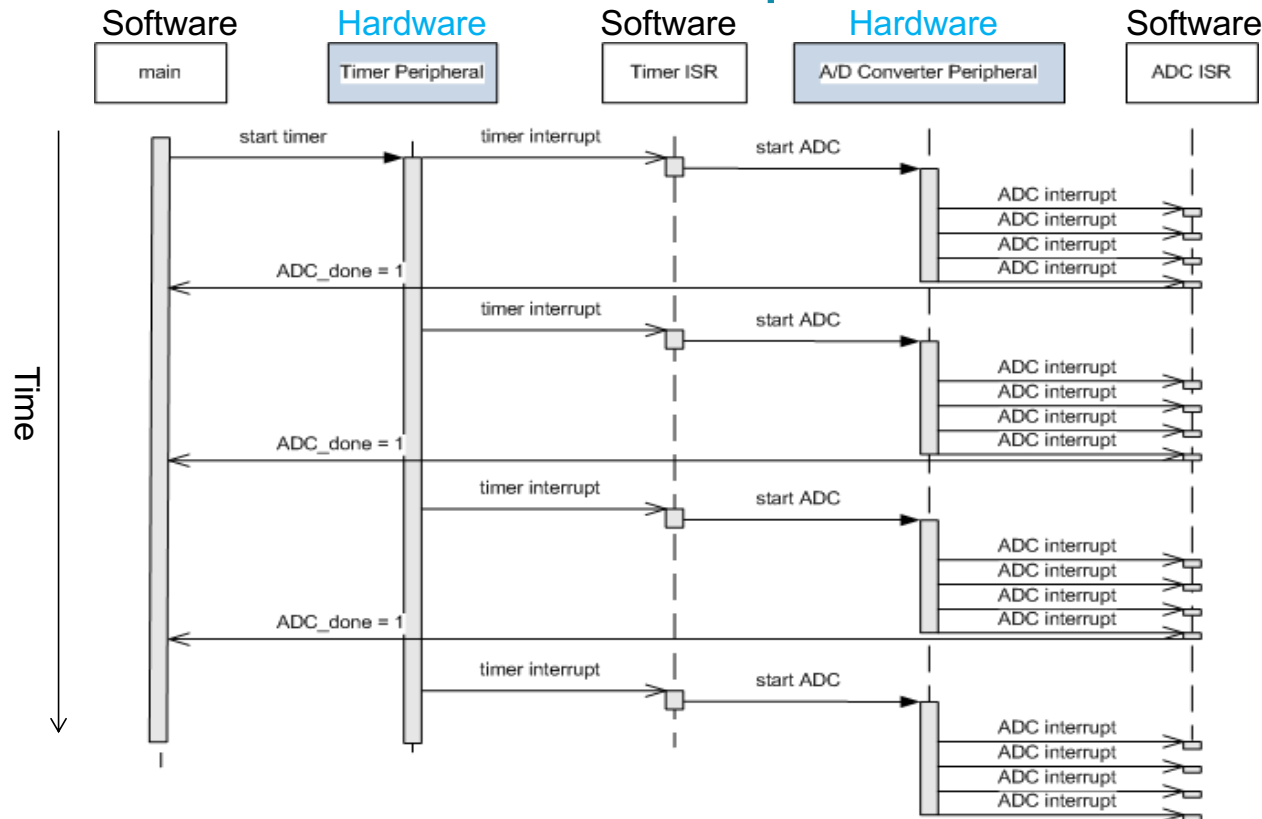 Software
Hardware
Software
Hardware
Software
main
Timer Peripheral
Timer ISR
A/D Converter Peripheral
ADC ISR
start timer
timer interrupt
start ADC
ADC interrupt
ADC interrupt
ADC interrupt
ADC interrupt
ADC_done = 1
timer interrupt
start ADC
ADC interrupt
ADC interrupt
ADC interrupt
ADC interrupt
ADC_done = 1
timer interrupt
start ADC
ADC interrupt
ADC interrupt
ADC interrupt
ADC interrupt
ADC_done = 1
timer interrupt
start ADC
ADC interrupt
ADC interrupt
ADC interrupt
ADC interrupt
Time